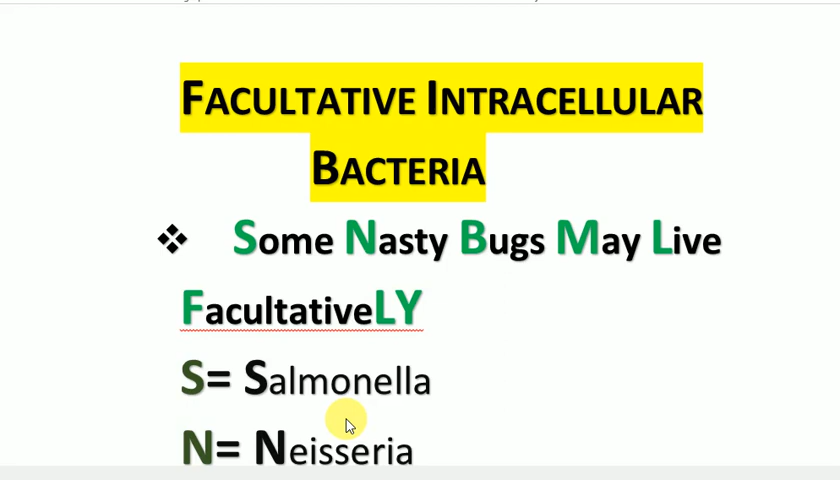 FACULTATIVE INTRACELLULAR
BACTERIA
❖ Some Nasty Bugs May Live
FacultativeLY
S= Salmonella
N= Neisseria